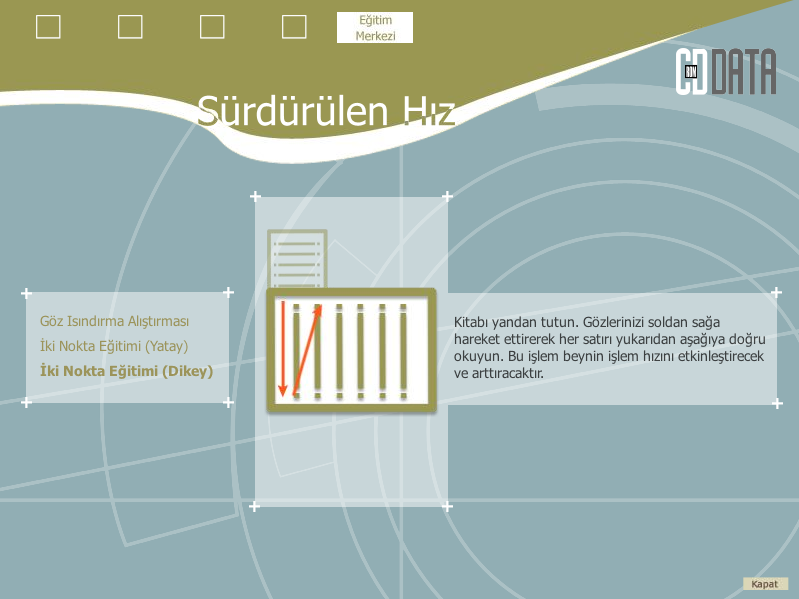 Eğitim
Merkezi
CD ROM DATA
Sürdürülen Hız
Göz Isındırma Alıştırması
İki Nokta Eğitimi (Yatay)
İki Nokta Eğitimi (Dikey)
Kitabı yandan tutun. Gözlerinizi soldan sağa
hareket ettirerek her satırı yukarıdan aşağıya doğru
okuyun. Bu işlem beynin işlem hızını etkinleştirecek
ve arttıracaktır.
Kapat